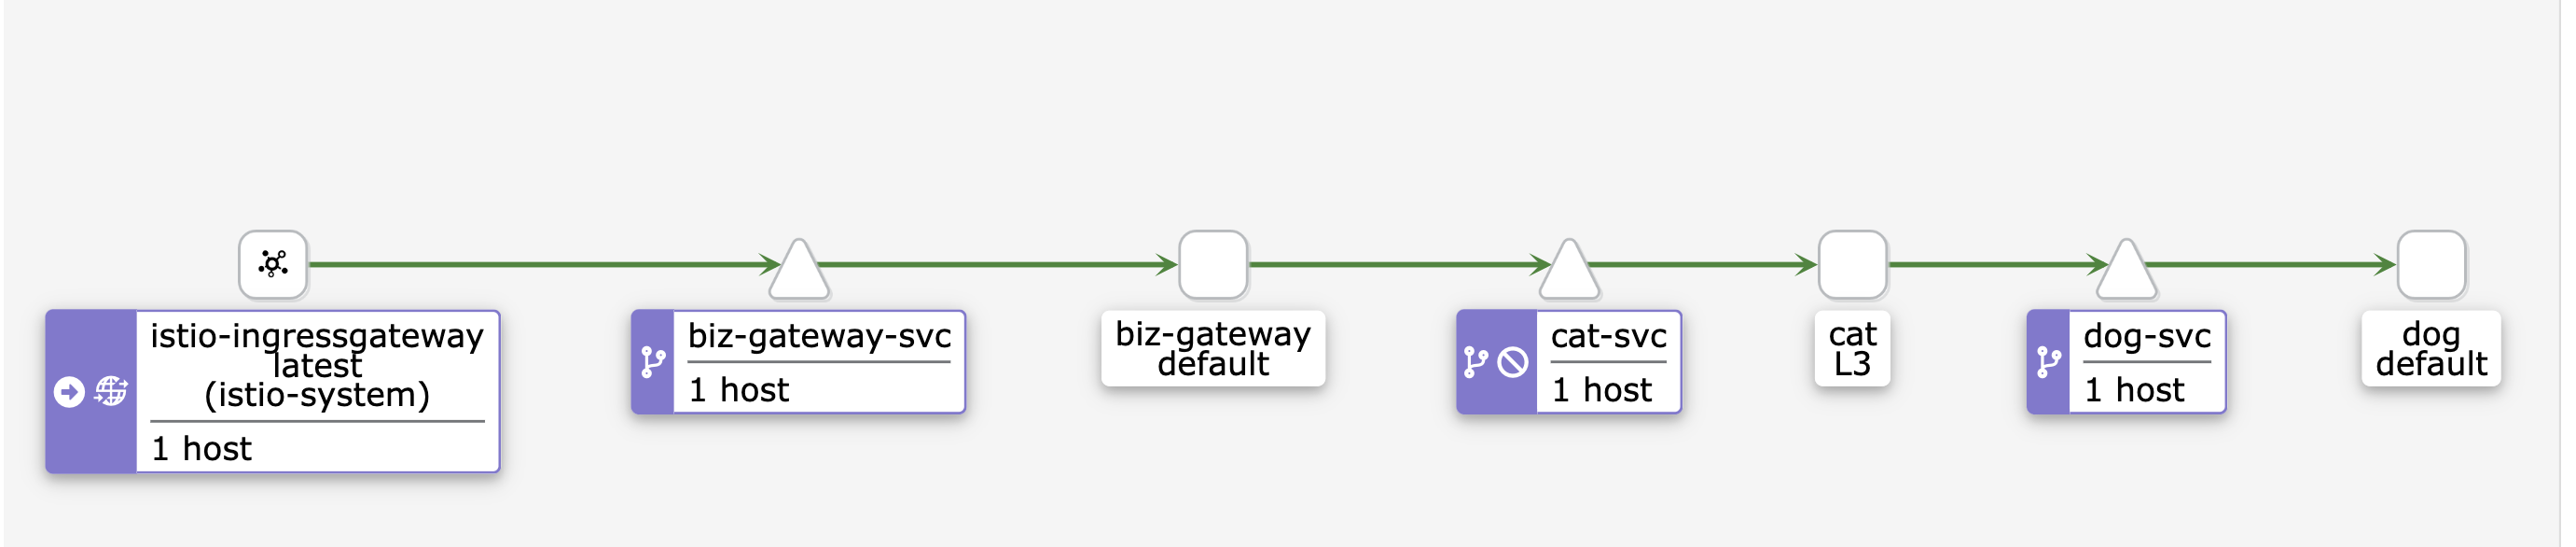 istio-ingressgateway
latest
(istio-system)
1 host
biz-gateway-svc
1 host
biz-gateway
default
cat-svc
1 host
cat
L3
dog-svc
1 host
dog
default